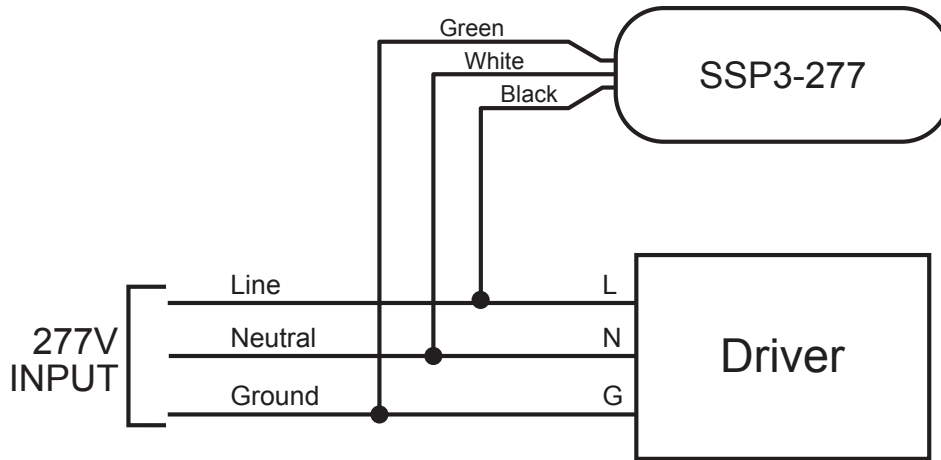 Green
White
Black
SSP3-277
Line
L
277V
INPUT
Neutral
N
Driver
Ground
G